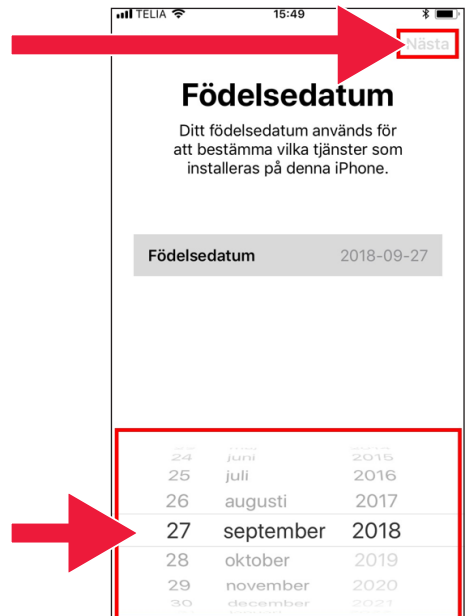 TELIA 15:49
Nästa
Födelsedatum
Ditt födelsedatum används för
att bestämma vilka tjänster som
installeras på denna iPhone.
Födelsedatum 2018-09-27
24 juni 2015
25 juli 2016
26 augusti 2017
27 september 2018
28 oktober 2019
29 november 2020
30 december 2021